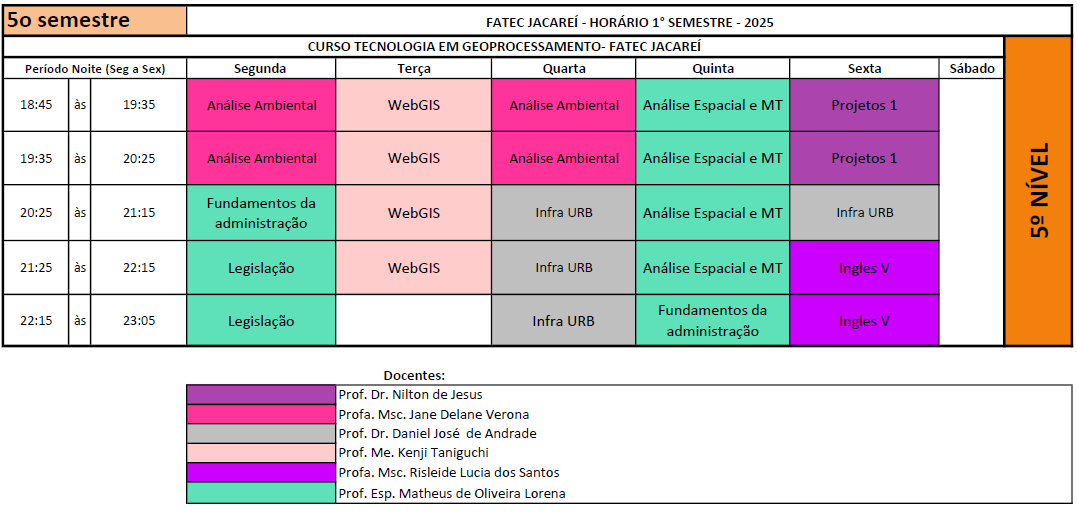 5o semestre
FATEC JACAREÍ - HORÁRIO 1° SEMESTRE - 2025
CURSO TECNOLOGIA EM GEOPROCESSAMENTO- FATEC JACAREÍ
Período Noite (Seg a Sex) Segunda Terça Quarta Quinta Sexta Sábado
18:45 às 19:35 Análise Ambiental WebGIS Análise Ambiental Análise Espacial e MT Projetos 1
19:35 às 20:25 Análise Ambiental WebGIS Análise Ambiental Análise Espacial e MT Projetos 1
20:25 às 21:15 Fundamentos da administração WebGIS Infra URB Análise Espacial e MT Infra URB
21:25 às 22:15 Legislação WebGIS Infra URB Análise Espacial e MT Ingles V
22:15 às 23:05 Legislação Infra URB Fundamentos da administração Ingles V
5º NÍVEL
Docentes:
Prof. Dr. Nilton de Jesus
Profa. Msc. Jane Delane Verona
Prof. Dr. Daniel José de Andrade
Prof. Me. Kenji Taniguchi
Profa. Msc. Risleide Lucia dos Santos
Prof. Esp. Matheus de Oliveira Lorena